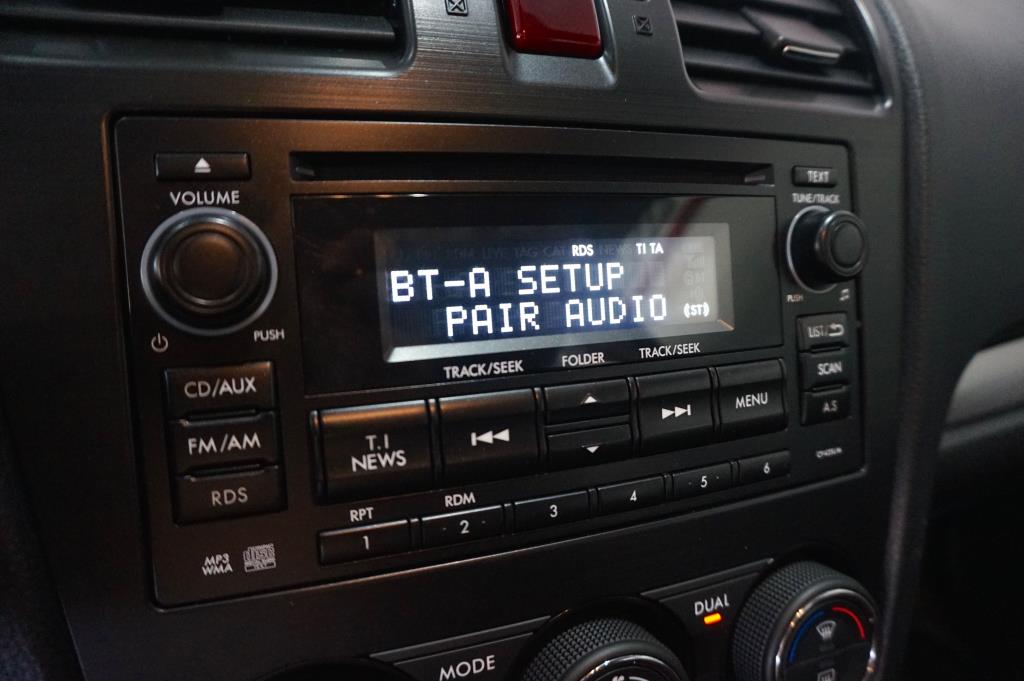 TEXT
VOLUME
TUNE/TRACK
RDS TI TA
BT-A SETUP
PAIR AUDIO (ST)
PUSH
PUSH
TRACK/SEEK FOLDER TRACK/SEEK
LIST/
SCAN
A.S
CD/AUX
FM/AM
RDS
T.I
NEWS
MENU
RPT RDM
1 2 3 4 5 6
MP3
WMA
DUAL
MODE